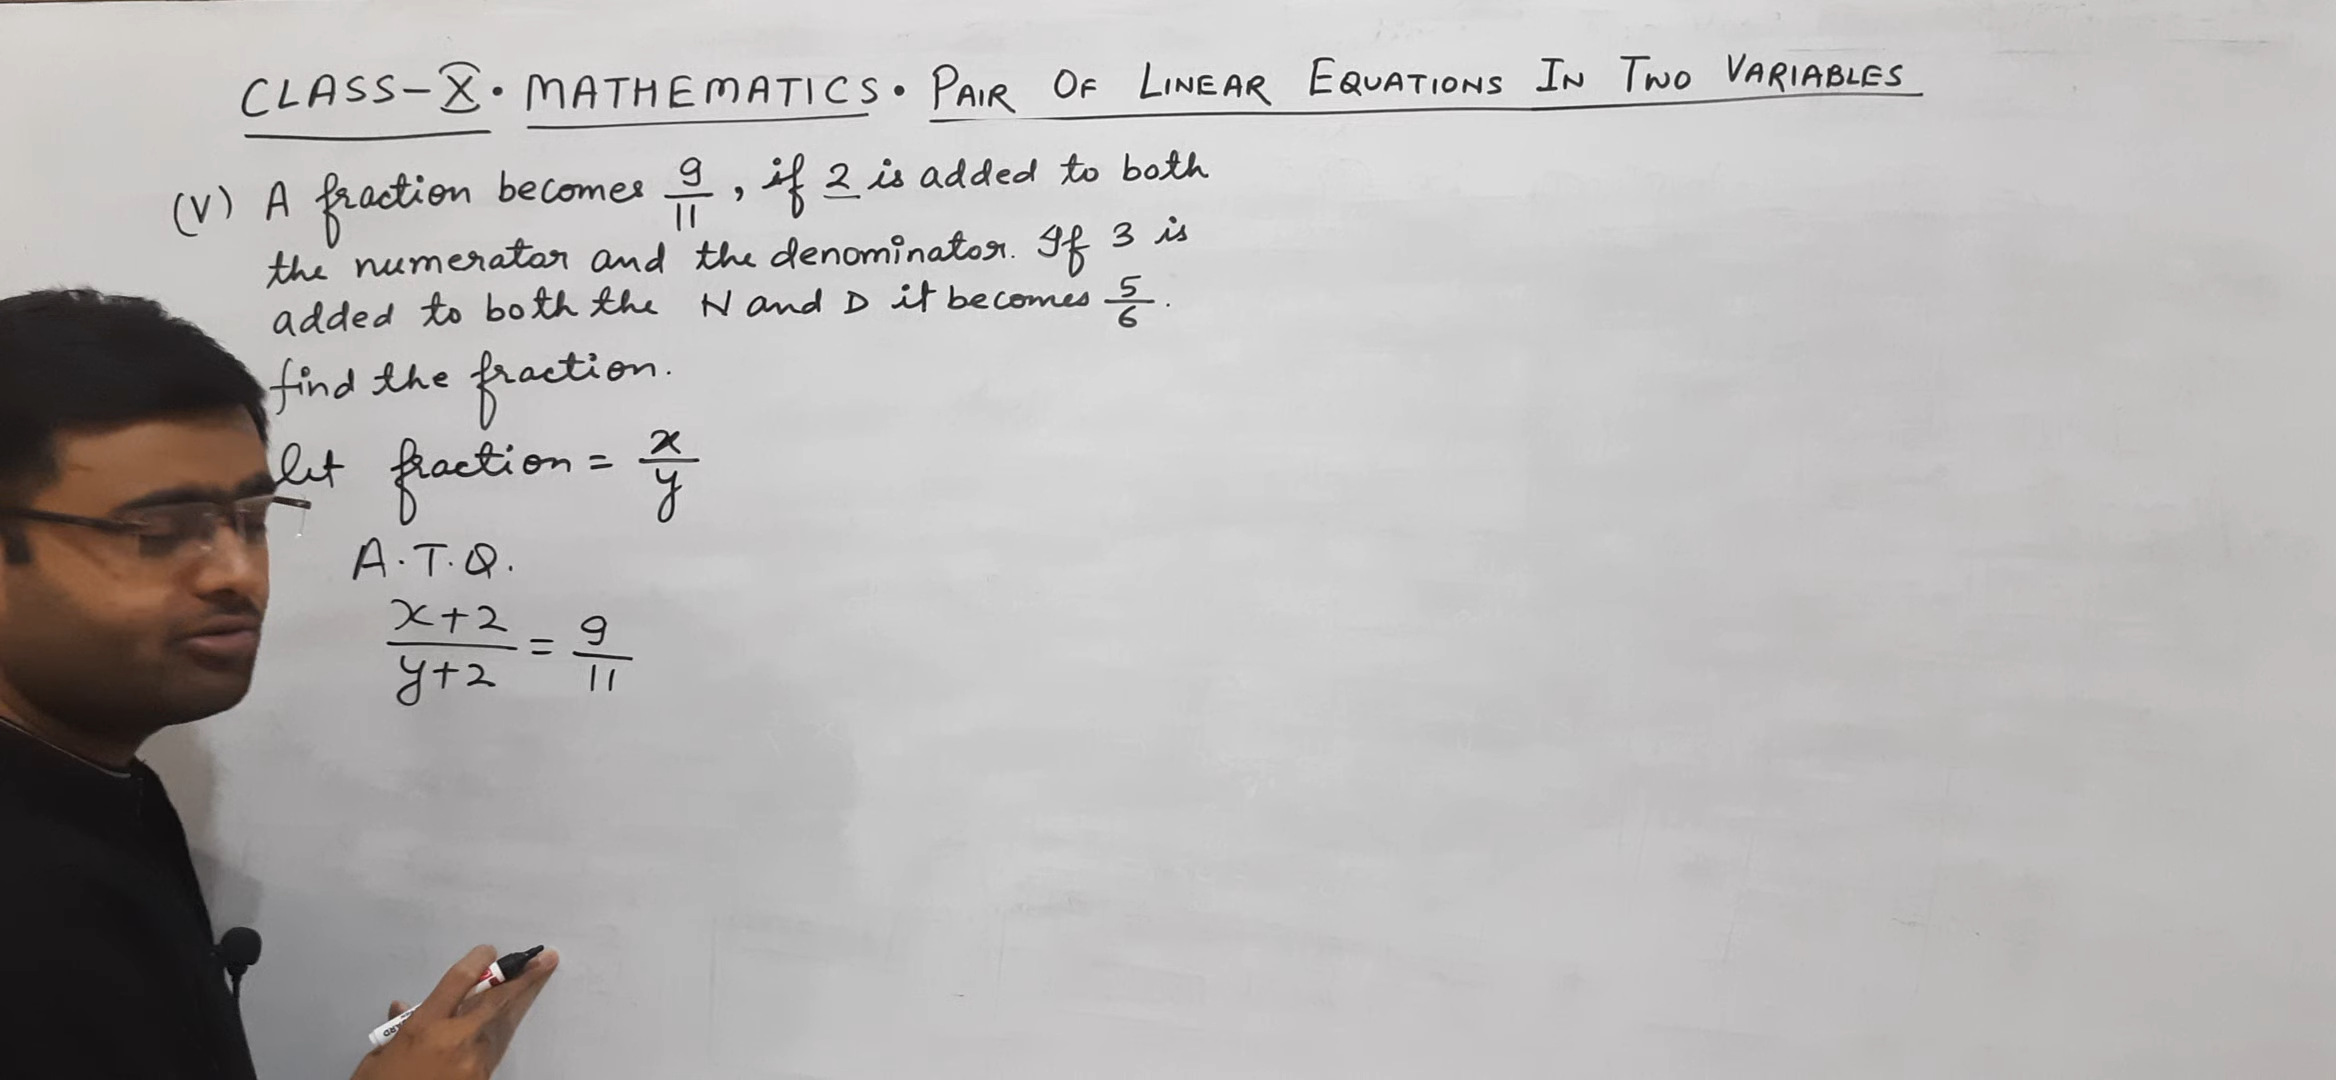 CLASS-X. MATHEMATICS. PAIR OF LINEAR EQUATIONS IN TWO VARIABLES
(V) A fraction becomes 9/11, if 2 is added to both
the numerator and the denominator. If 3 is
added to both the N and D it becomes 5/6.
find the fraction.
let fraction = x/y
A.T.Q.
x+2/y+2 = 9/11